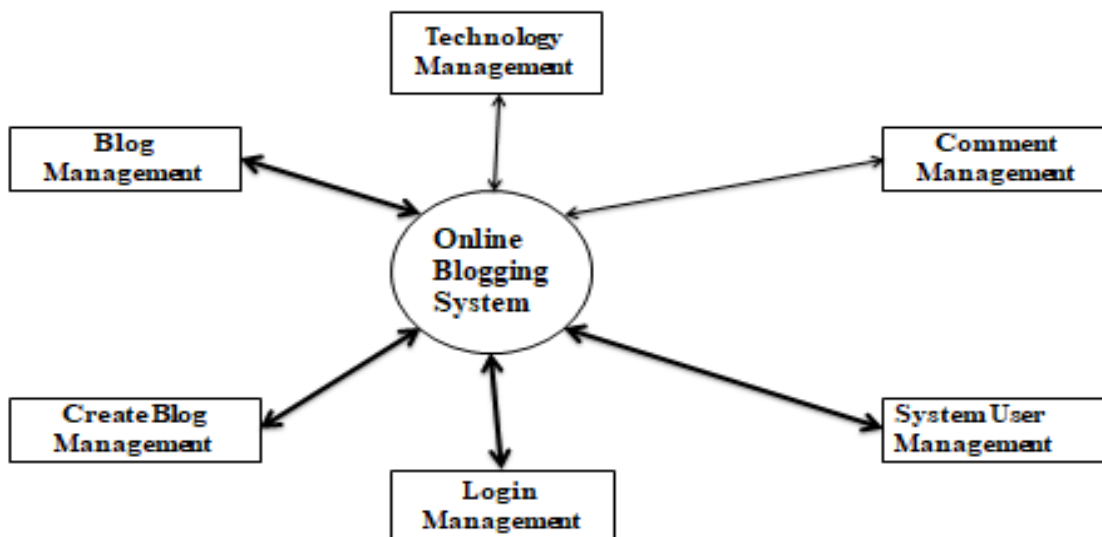 Technology
Management
Blog
Management
Comment
Management
Online
Blogging
System
Create Blog
Management
System User
Management
Login
Management